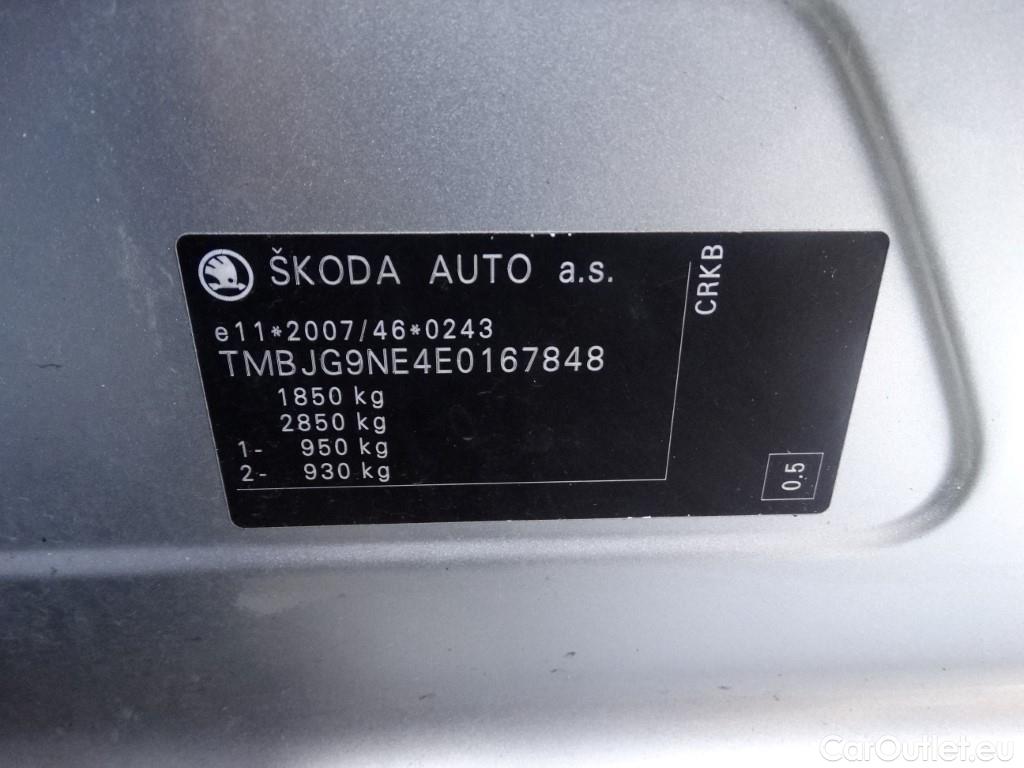 ŠKODA AUTO a.s.
e11*2007/46*0243
TMBJG9NE4E0167848
1850 kg
2850 kg
1- 950 kg
2- 930 kg
CRKB
0.5
CarOutlet.eu